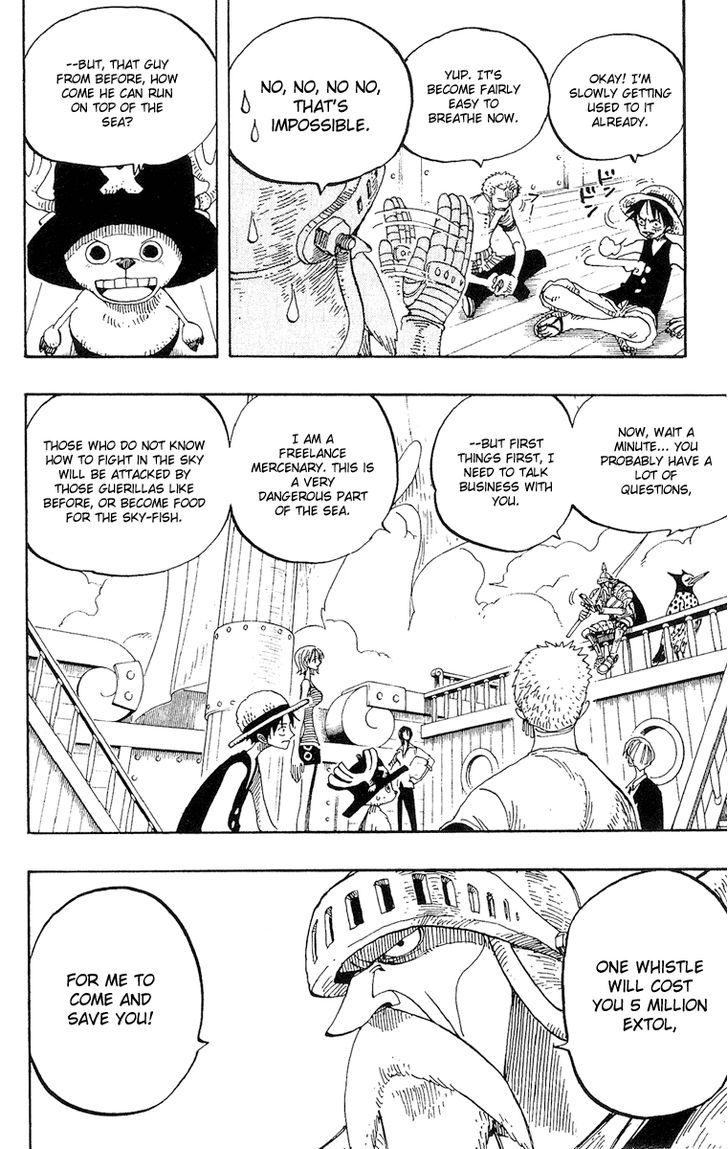 OKAY! I'M
SLOWLY GETTING
USED TO IT
ALREADY.
YUP. IT'S
BECOME FAIRLY
EASY TO
BREATHE NOW.
ドン
ドン
NO, NO, NO NO,
THAT'S
IMPOSSIBLE.
--BUT, THAT GUY
FROM BEFORE, HOW
COME HE CAN RUN
ON TOP OF THE
SEA?
NOW, WAIT A
MINUTE... YOU
PROBABLY HAVE A
LOT OF
QUESTIONS,
--BUT FIRST
THINGS FIRST, I
NEED TO TALK
BUSINESS WITH
YOU.
I AM A
FREELANCE
MERCENARY. THIS IS
A VERY
DANGEROUS PART
OF THE SEA.
THOSE WHO DO NOT KNOW
HOW TO FIGHT IN THE SKY
WILL BE ATTACKED BY
THOSE GUERILLAS LIKE
BEFORE, OR BECOME FOOD
FOR THE SKY-FISH.
ONE WHISTLE
WILL COST
YOU 5 MILLION
EXTOL,
FOR ME TO
COME AND
SAVE YOU!